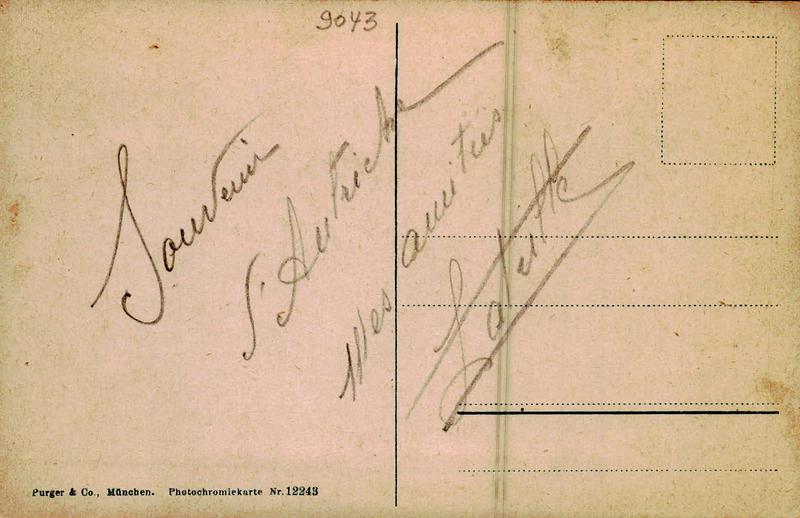 9043
Souvenir
d'Autriche
Mes amitiés
Purger & Co., München. Photochromiekarte Nr. 12243